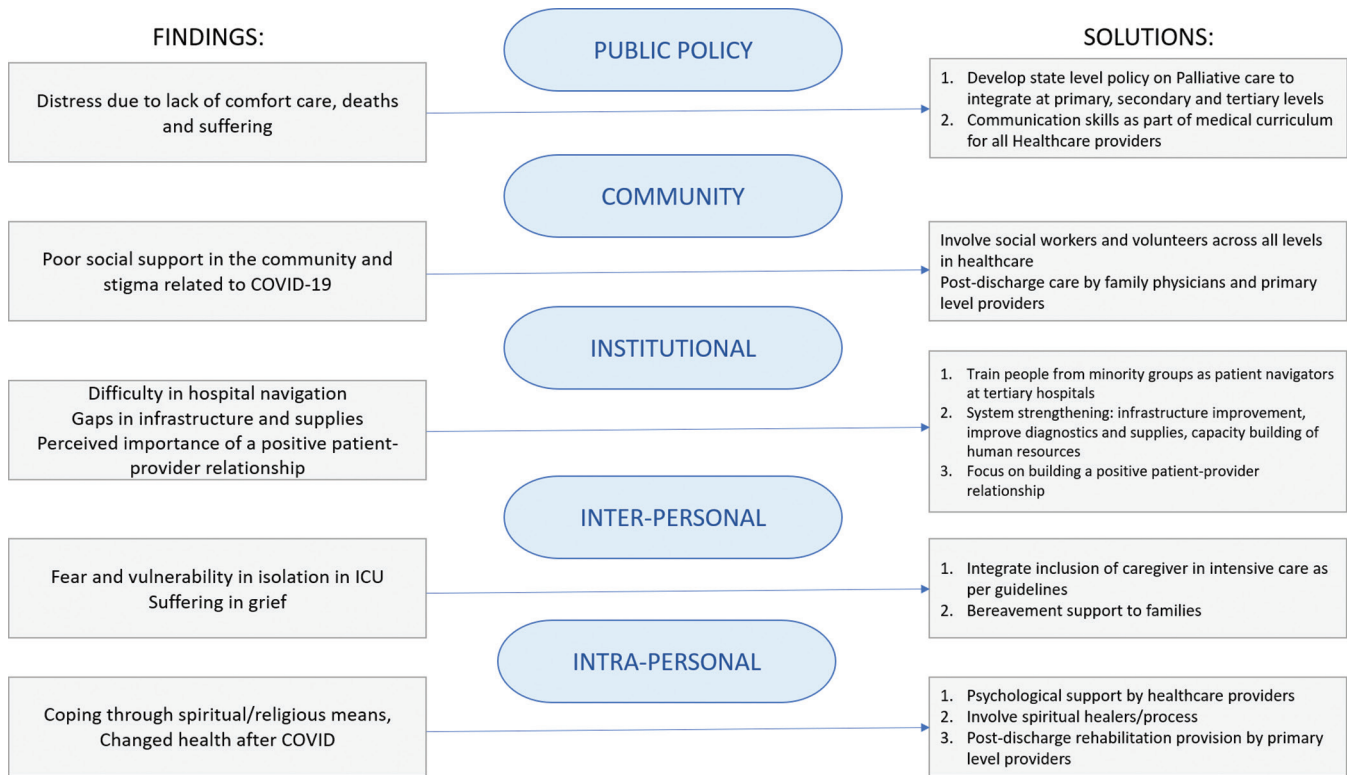 FINDINGS:
PUBLIC POLICY
SOLUTIONS:
Distress due to lack of comfort care, deaths
and suffering
1. Develop state level policy on Palliative care to
integrate at primary, secondary and tertiary levels
2. Communication skills as part of medical curriculum
for all Healthcare providers
COMMUNITY
Poor social support in the community and
stigma related to COVID-19
Involve social workers and volunteers across all levels
in healthcare
Post-discharge care by family physicians and primary
level providers
INSTITUTIONAL
Difficulty in hospital navigation
Gaps in infrastructure and supplies
Perceived importance of a positive patient-
provider relationship
1. Train people from minority groups as patient navigators
at tertiary hospitals
2. System strengthening: infrastructure improvement,
improve diagnostics and supplies, capacity building of
human resources
3. Focus on building a positive patient-provider
relationship
INTER-PERSONAL
Fear and vulnerability in isolation in ICU
Suffering in grief
1. Integrate inclusion of caregiver in intensive care as
per guidelines
2. Bereavement support to families
INTRA-PERSONAL
Coping through spiritual/religious means,
Changed health after COVID
1. Psychological support by healthcare providers
2. Involve spiritual healers/process
3. Post-discharge rehabilitation provision by primary
level providers